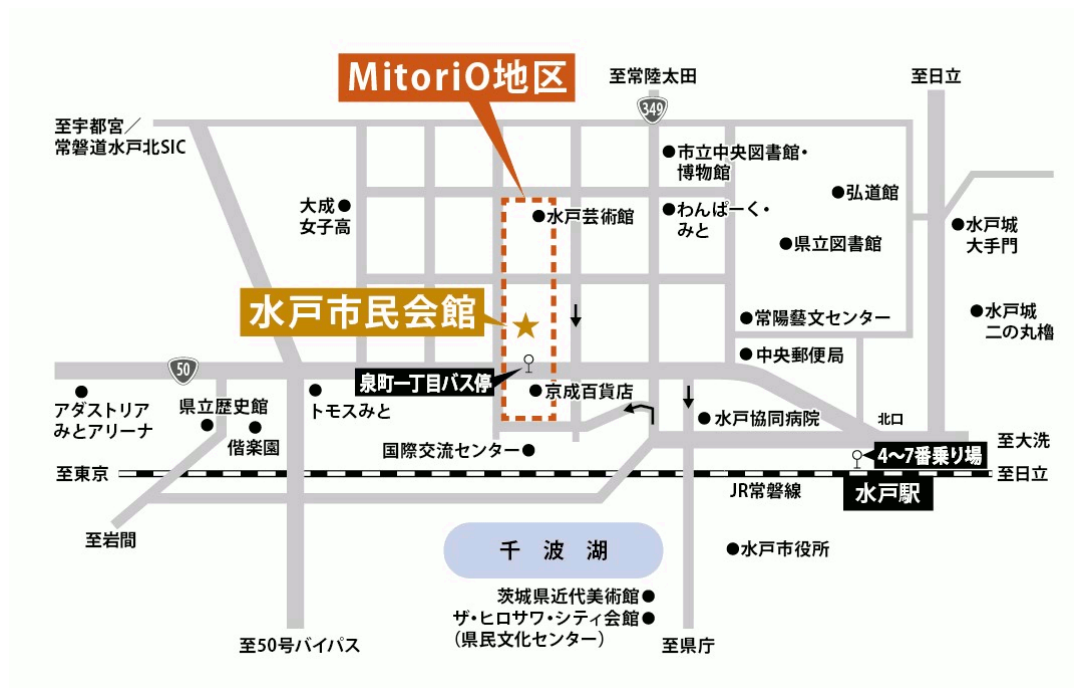 MitoriO地区
至常陸太田
至日立
349
至宇都宮／
常磐道水戸北SIC
市立中央図書館・
博物館
弘道館
大成
女子高
水戸芸術館
わんぱーく・
みと
水戸城
大手門
県立図書館
水戸市民会館
常陽藝文センター
水戸城
二の丸櫓
中央郵便局
50
泉町一丁目バス停
京成百貨店
アダストリア
みとアリーナ
県立歴史館
トモスみと
水戸協同病院
北口
偕楽園
国際交流センター
至大洗
4〜7番乗り場
至東京
至日立
JR常磐線
水戸駅
至岩間
千波湖
水戸市役所
茨城県近代美術館
ザ・ヒロサワ・シティ会館
（県民文化センター）
至50号バイパス
至県庁